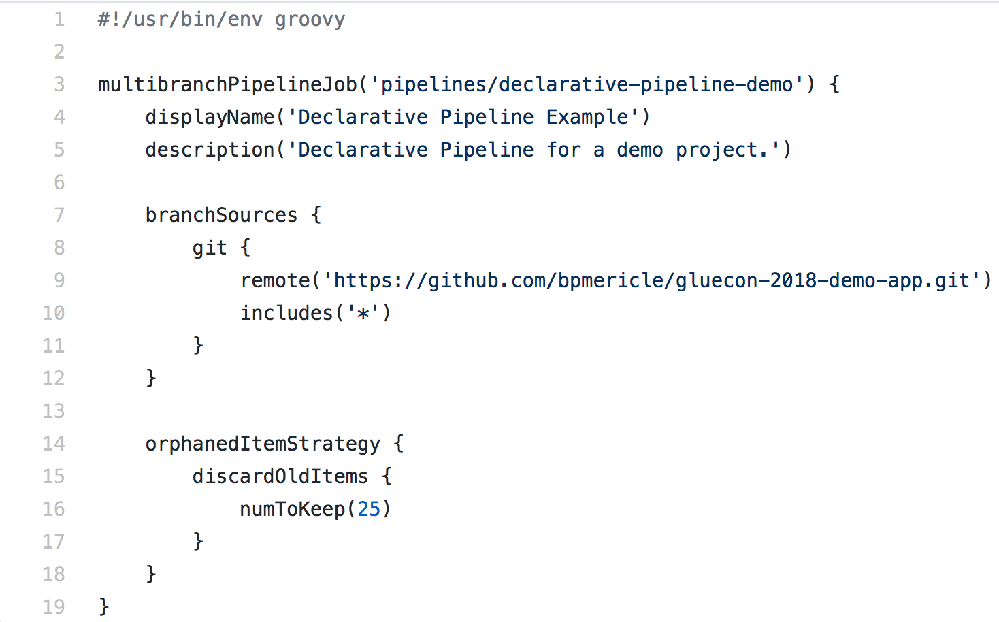 1 #!/usr/bin/env groovy
2
3 multibranchPipelineJob('pipelines/declarative-pipeline-demo') {
4     displayName('Declarative Pipeline Example')
5     description('Declarative Pipeline for a demo project.')
6
7     branchSources {
8         git {
9             remote('https://github.com/bpmericle/gluecon-2018-demo-app.git')
10             includes('*')
11         }
12     }
13
14     orphanedItemStrategy {
15         discardOldItems {
16             numToKeep(25)
17         }
18     }
19 }